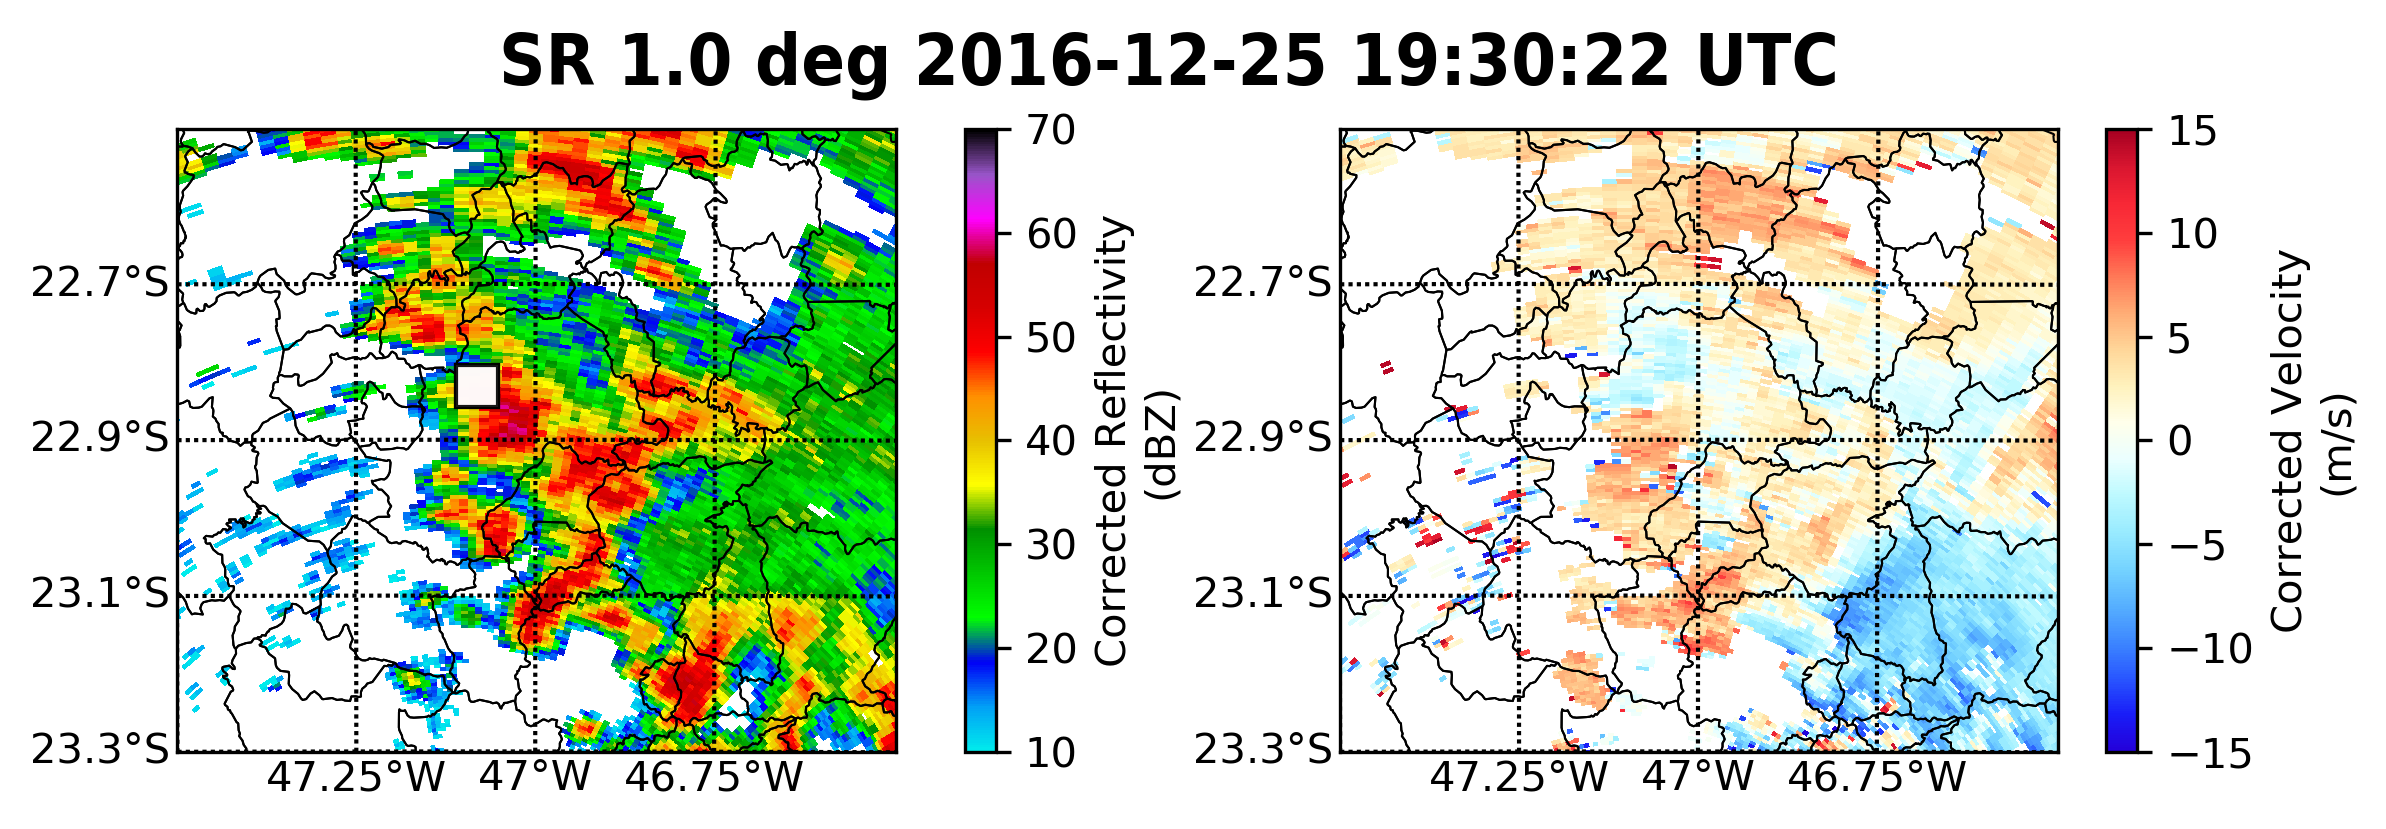 SR 1.0 deg 2016-12-25 19:30:22 UTC
22.7°S
22.9°S
23.1°S
23.3°S
47.25°W 47°W 46.75°W
70
60
50
40
30
20
10
Corrected Reflectivity
(dBZ)
22.7°S
22.9°S
23.1°S
23.3°S
47.25°W 47°W 46.75°W
15
10
5
0
−5
−10
−15
Corrected Velocity
(m/s)